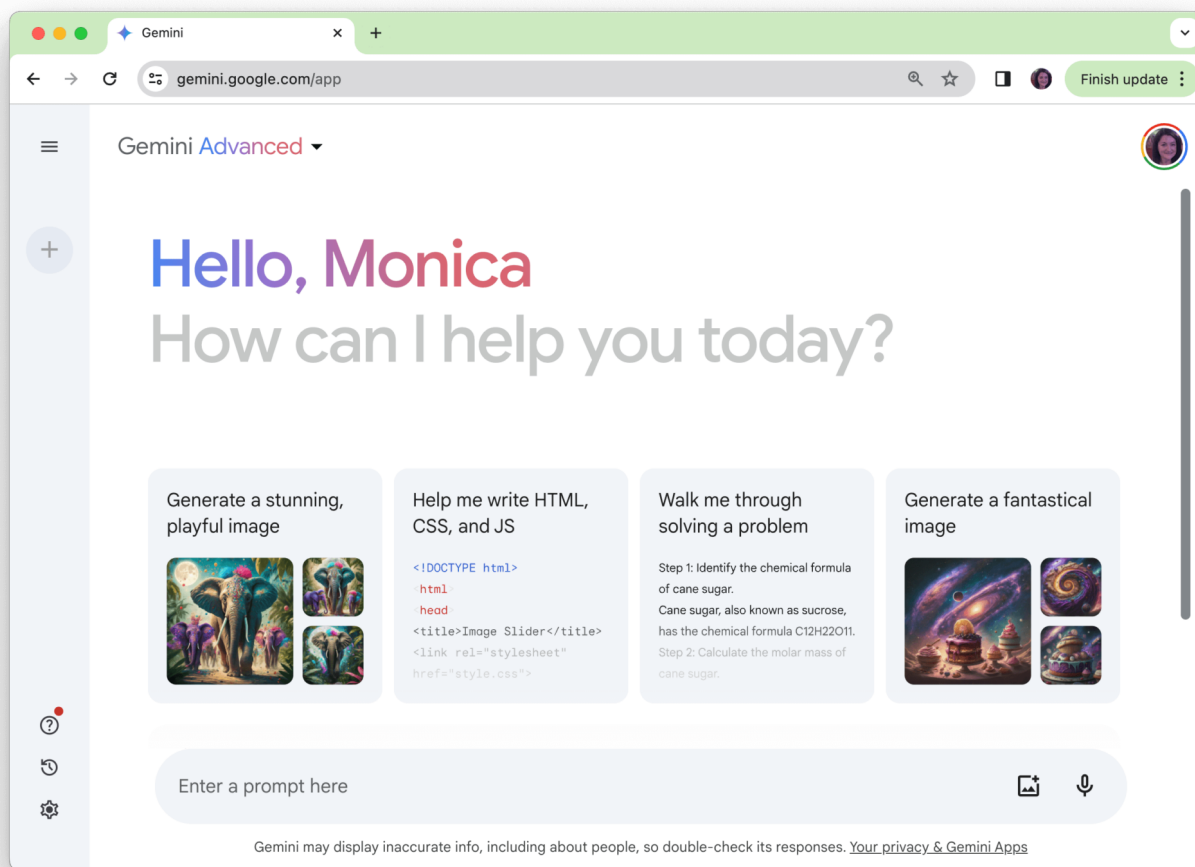 Gemini
gemini.google.com/app
Finish update
Gemini Advanced
Hello, Monica
How can I help you today?
Generate a stunning,
playful image
Help me write HTML,
CSS, and JS
<!DOCTYPE html>
<html
<head
<title>Image Slider</title>
<link rel="stylesheet"
href="style.css">
Walk me through
solving a problem
Step 1: Identify the chemical formula
of cane sugar.
Cane sugar, also known as sucrose,
has the chemical formula C12H22O11.
Step 2: Calculate the molar mass of
cane sugar.
Generate a fantastical
image
Enter a prompt here
Gemini may display inaccurate info, including about people, so double-check its responses. Your privacy & Gemini Apps